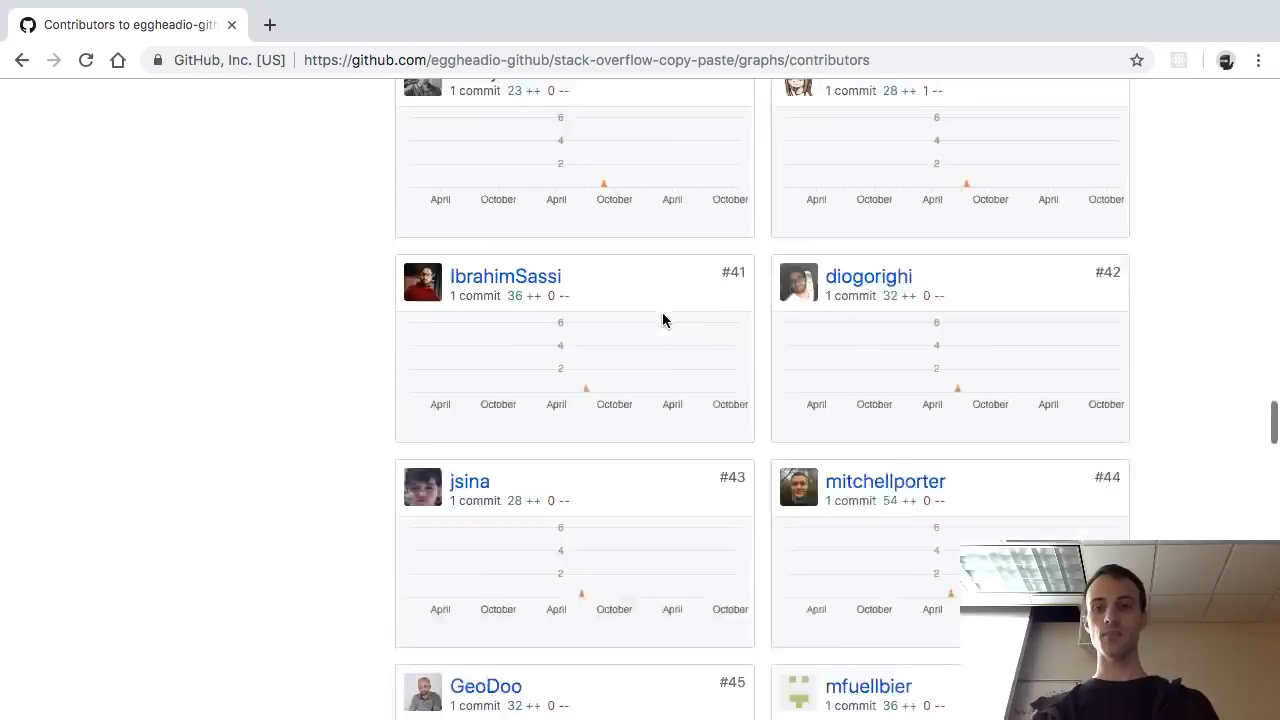 Contributors to eggheadio-gith
GitHub, Inc. [US] https://github.com/eggheadio-github/stack-overflow-copy-paste/graphs/contributors
1 commit 23 ++ 0 --
6
4
2
April October April October April October
1 commit 28 ++ 1 --
6
4
2
April October April October April October
IbrahimSassi #41
1 commit 36 ++ 0 --
6
4
2
April October April October April October
diogorighi #42
1 commit 32 ++ 0 --
6
4
2
April October April October April October
jsina #43
1 commit 28 ++ 0 --
6
4
2
April October April October April October
mitchellporter #44
1 commit 54 ++ 0 --
6
4
2
April October April
GeoDoo #45
1 commit 32 ++ 0 --
mfuellbier
1 commit 36 ++ 0 --